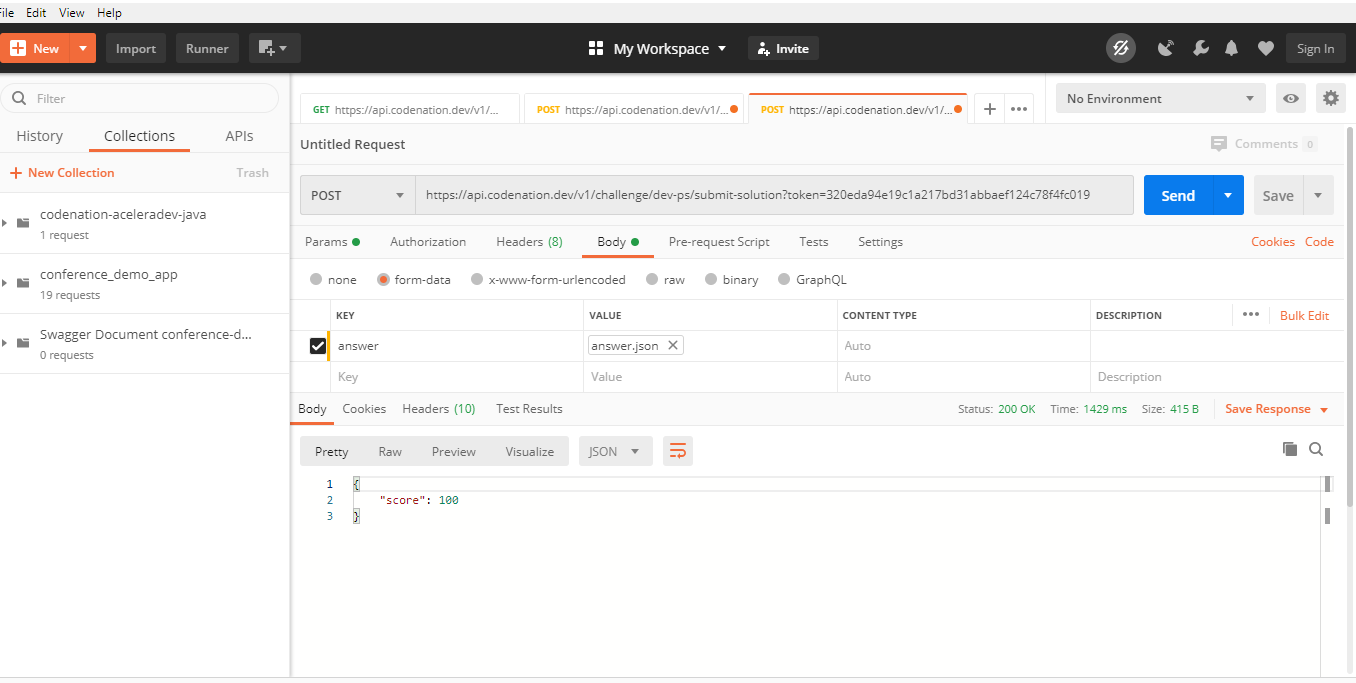 ile Edit View Help
New Import Runner My Workspace Invite Sign In
Filter
History Collections APIs
+ New Collection Trash
codenation-aceleradev-java
1 request
conference_demo_app
19 requests
Swagger Document conference-d...
0 requests
GET https://api.codenation.dev/v1/... POST https://api.codenation.dev/v1/... POST https://api.codenation.dev/v1/... + ••• No Environment
Untitled Request Comments 0
POST https://api.codenation.dev/v1/challenge/dev-ps/submit-solution?token=320eda94e19c1a217bd31abbaef124c78f4fc019 Send Save
Params Authorization Headers (8) Body Pre-request Script Tests Settings Cookies Code
none form-data x-www-form-urlencoded raw binary GraphQL
KEY VALUE CONTENT TYPE DESCRIPTION ••• Bulk Edit
answer answer.json Auto
Key Value Auto Description
Body Cookies Headers (10) Test Results Status: 200 OK Time: 1429 ms Size: 415 B Save Response
Pretty Raw Preview Visualize JSON
1 {
2 "score": 100
3 }